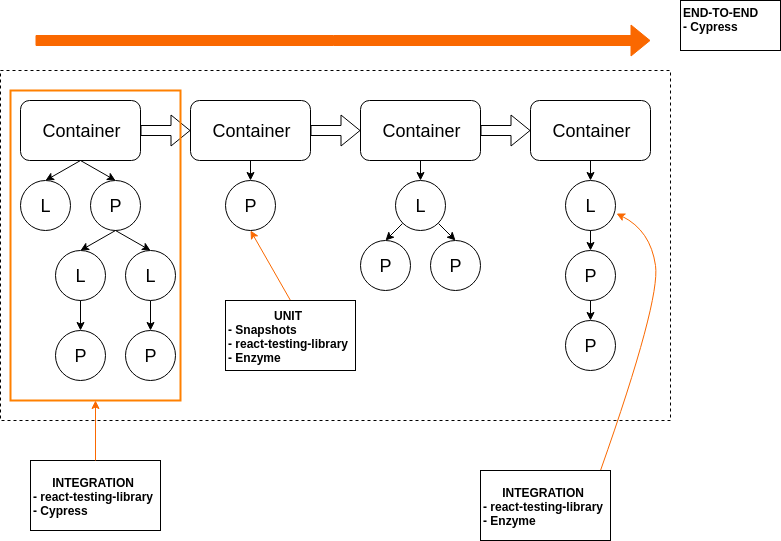 END-TO-END
- Cypress
Container
Container
Container
Container
L
P
P
L
L
L
L
P
P
P
P
P
P
P
UNIT
- Snapshots
- react-testing-library
- Enzyme
INTEGRATION
- react-testing-library
- Cypress
INTEGRATION
- react-testing-library
- Enzyme